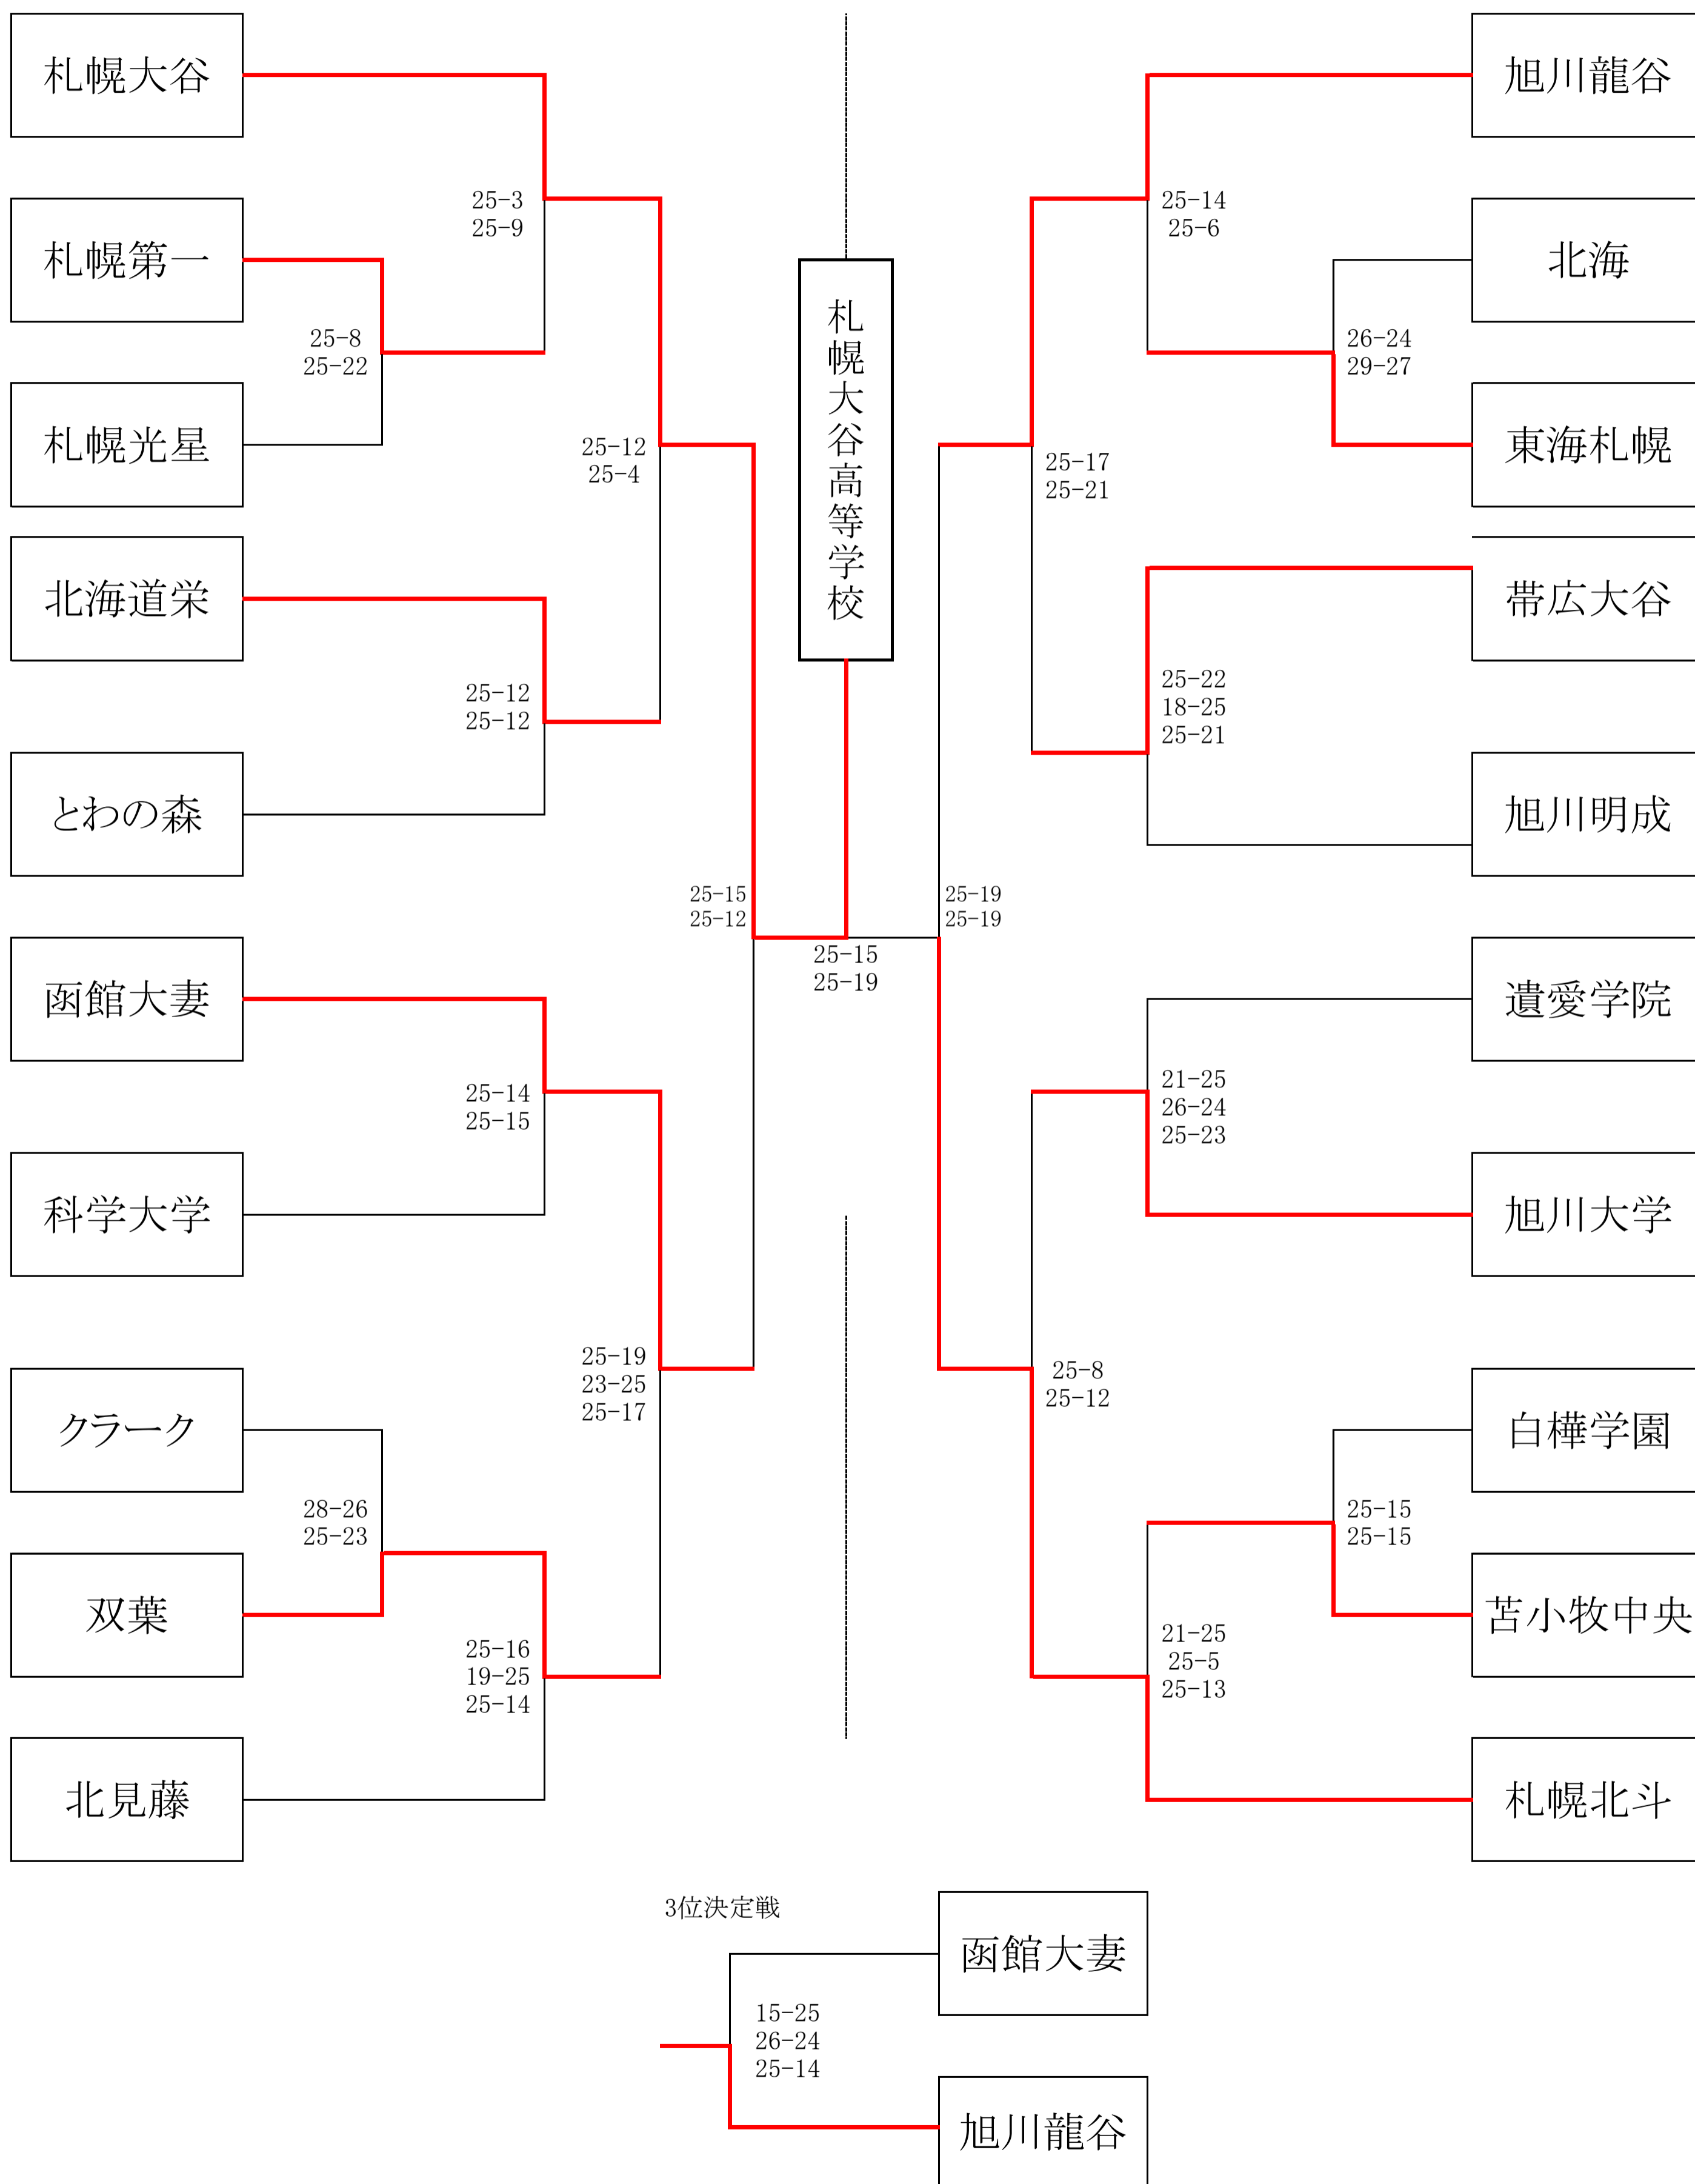 札幌大谷
25-3
25-9
札幌第一
25-8
25-22
札幌光星
25-12
25-4
北海道栄
25-12
25-12
とわの森
25-15
25-12
函館大妻
25-14
25-15
科学大学
25-19
23-25
25-17
クラーク
28-26
25-23
双葉
25-16
19-25
25-14
北見藤
札幌大谷高等学校
25-15
25-19
旭川龍谷
25-14
25-6
北海
26-24
29-27
東海札幌
25-17
25-21
帯広大谷
25-22
18-25
25-21
旭川明成
25-19
25-19
遺愛学院
21-25
26-24
25-23
旭川大学
25-8
25-12
白樺学園
25-15
25-15
苫小牧中央
21-25
25-5
25-13
札幌北斗
3位決定戦
函館大妻
15-25
26-24
25-14
旭川龍谷